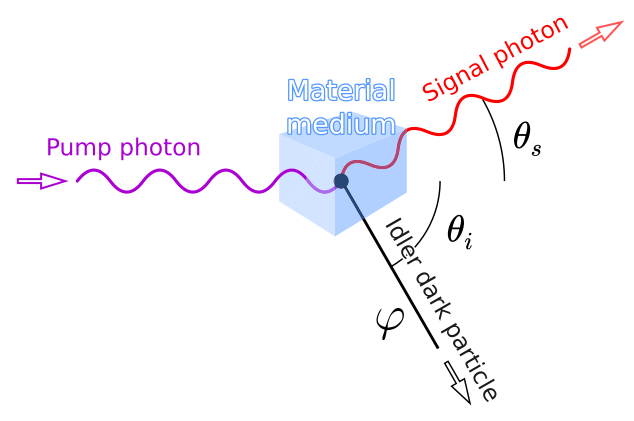 Signal photon
Material
medium
Pump photon
θs
θi
Idler dark particle
φ